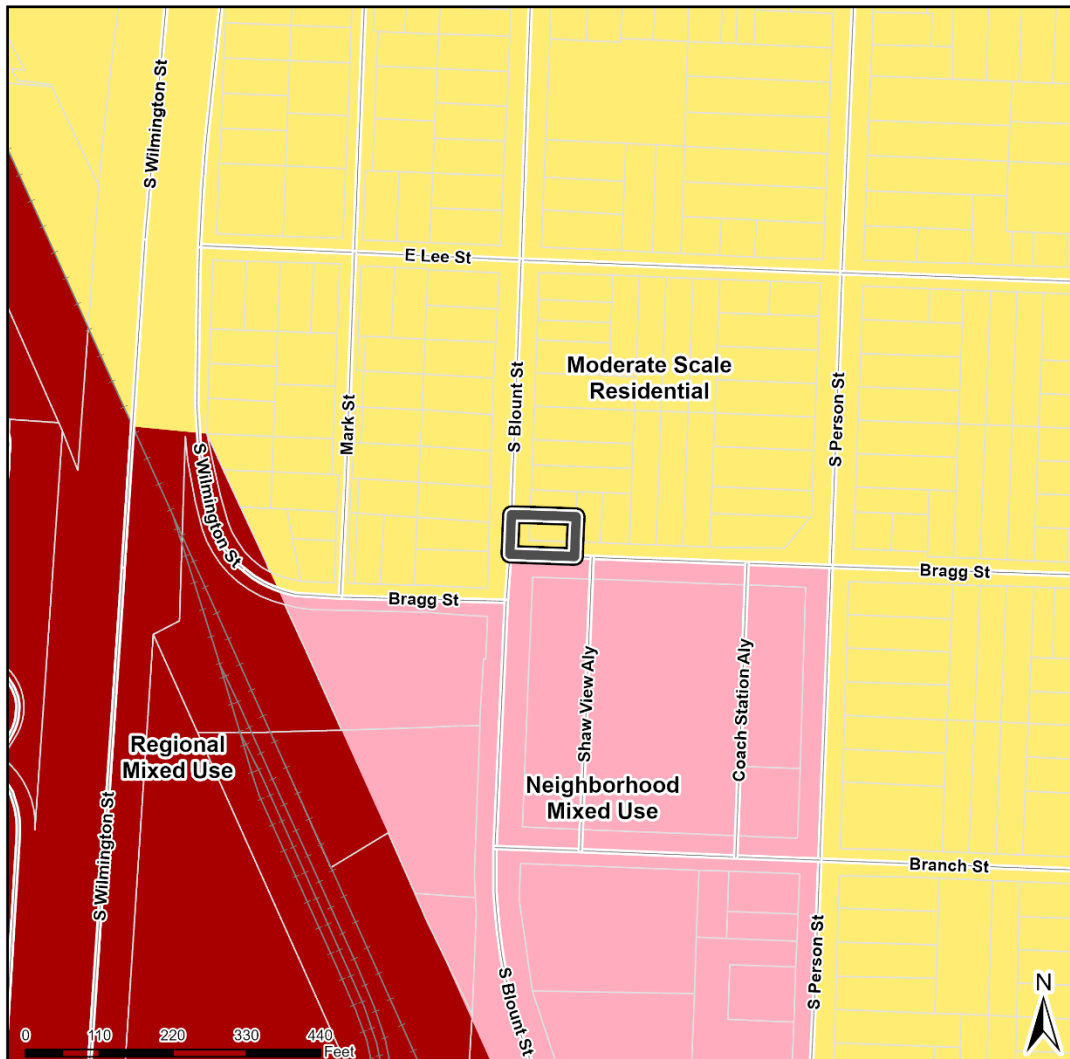 S Wilmington St
E Lee St
Moderate Scale
Residential
S Blount St
S Person St
Mark St
S Wilmington St
Bragg St
Bragg St
Shaw View Aly
Coach Station Aly
Regional
Mixed Use
Neighborhood
Mixed Use
S Wilmington St
Branch St
S Person St
S Blount St
N
0 110 220 330 440
Feet